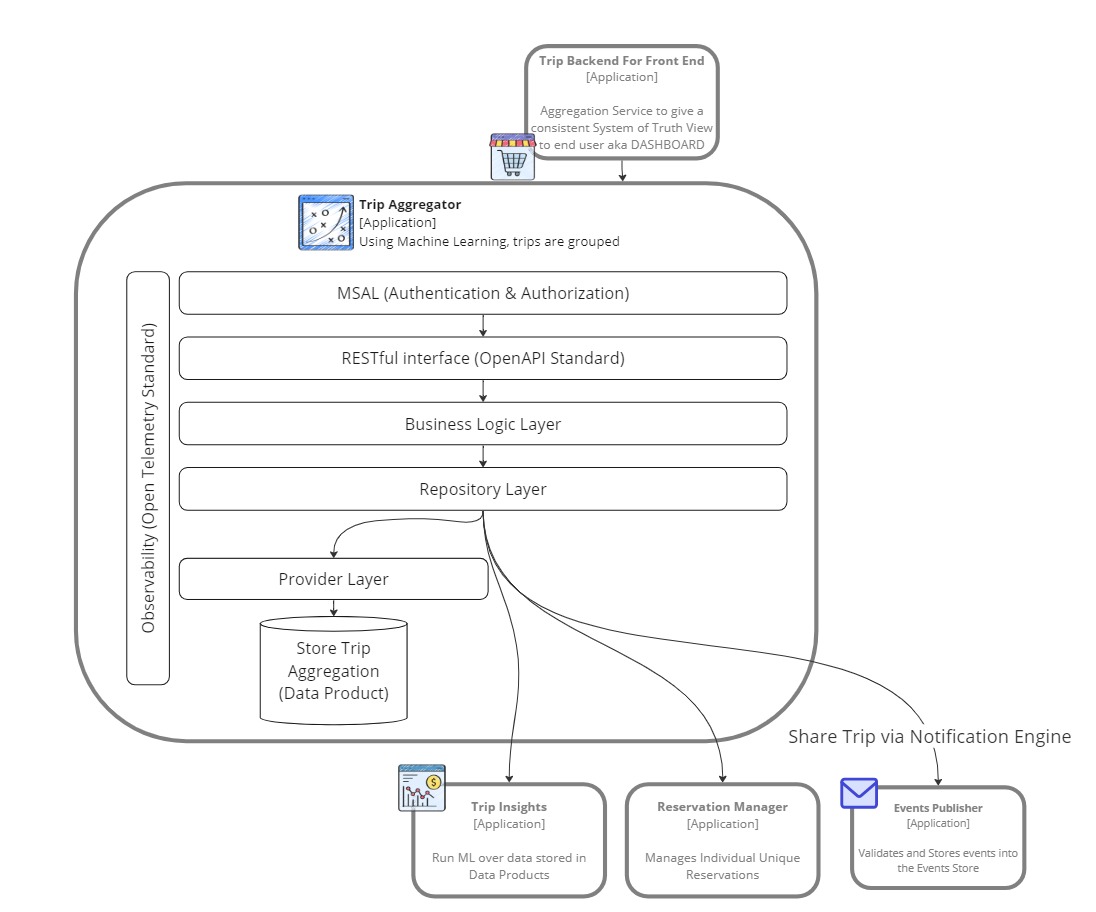 Trip Backend For Front End
[Application]
Aggregation Service to give a
consistent System of Truth View
to end user aka DASHBOARD
Trip Aggregator
[Application]
Using Machine Learning, trips are grouped
Observability (Open Telemetry Standard)
MSAL (Authentication & Authorization)
RESTful interface (OpenAPI Standard)
Business Logic Layer
Repository Layer
Provider Layer
Store Trip
Aggregation
(Data Product)
Share Trip via Notification Engine
Trip Insights
[Application]
Run ML over data stored in
Data Products
Reservation Manager
[Application]
Manages Individual Unique
Reservations
Events Publisher
[Application]
Validates and Stores events into
the Events Store